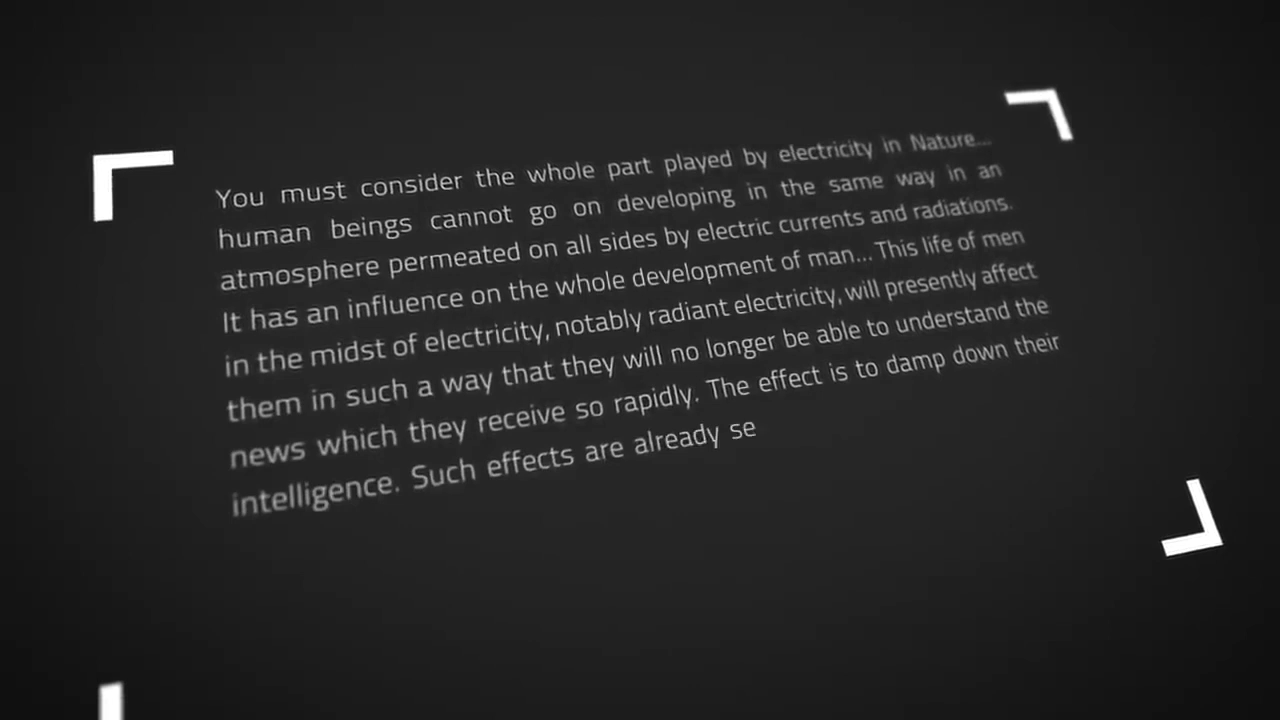 You must consider the whole part played by electricity in Nature...
human beings cannot go on developing in the same way in an
atmosphere permeated on all sides by electric currents and radiations.
It has an influence on the whole development of man... This life of men
in the midst of electricity, notably radiant electricity, will presently affect
them in such a way that they will no longer be able to understand the
news which they receive so rapidly. The effect is to damp down their
intelligence. Such effects are already se